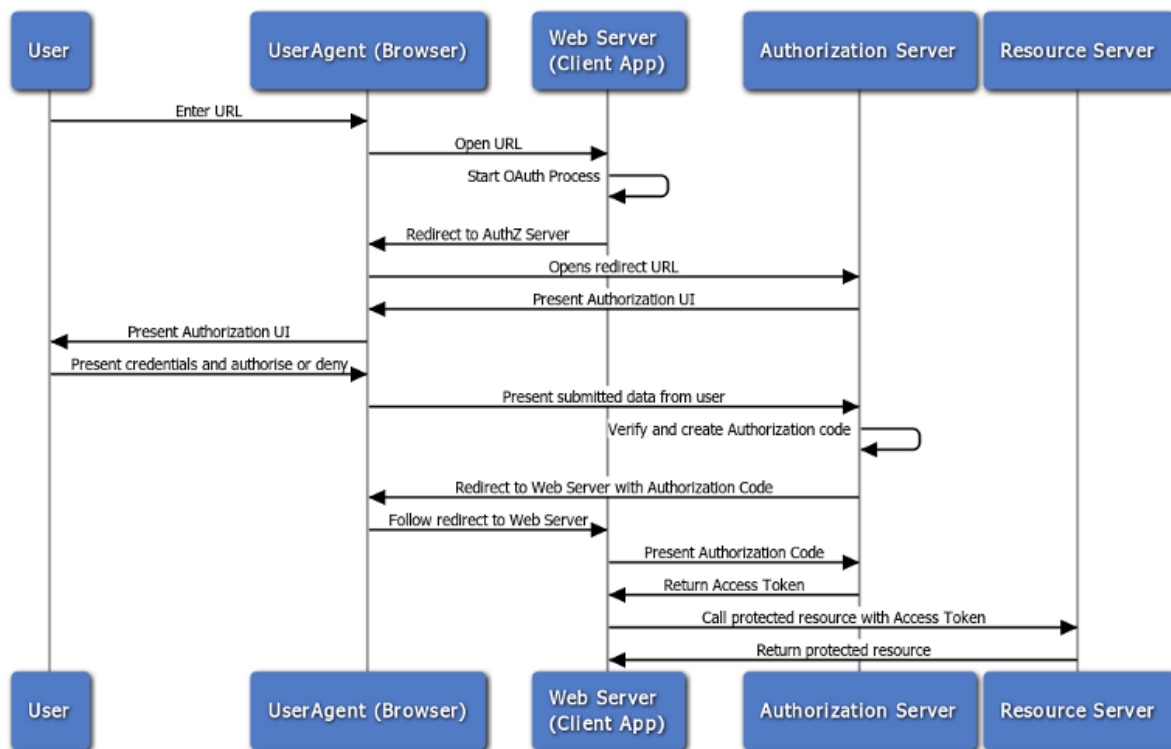 User
UserAgent (Browser)
Web Server
(Client App)
Authorization Server
Resource Server
Enter URL
Open URL
Start OAuth Process
Redirect to AuthZ Server
Opens redirect URL
Present Authorization UI
Present Authorization UI
Present credentials and authorise or deny
Present submitted data from user
Verify and create Authorization code
Redirect to Web Server with Authorization Code
Follow redirect to Web Server
Present Authorization Code
Return Access Token
Call protected resource with Access Token
Return protected resource
User
UserAgent (Browser)
Web Server
(Client App)
Authorization Server
Resource Server